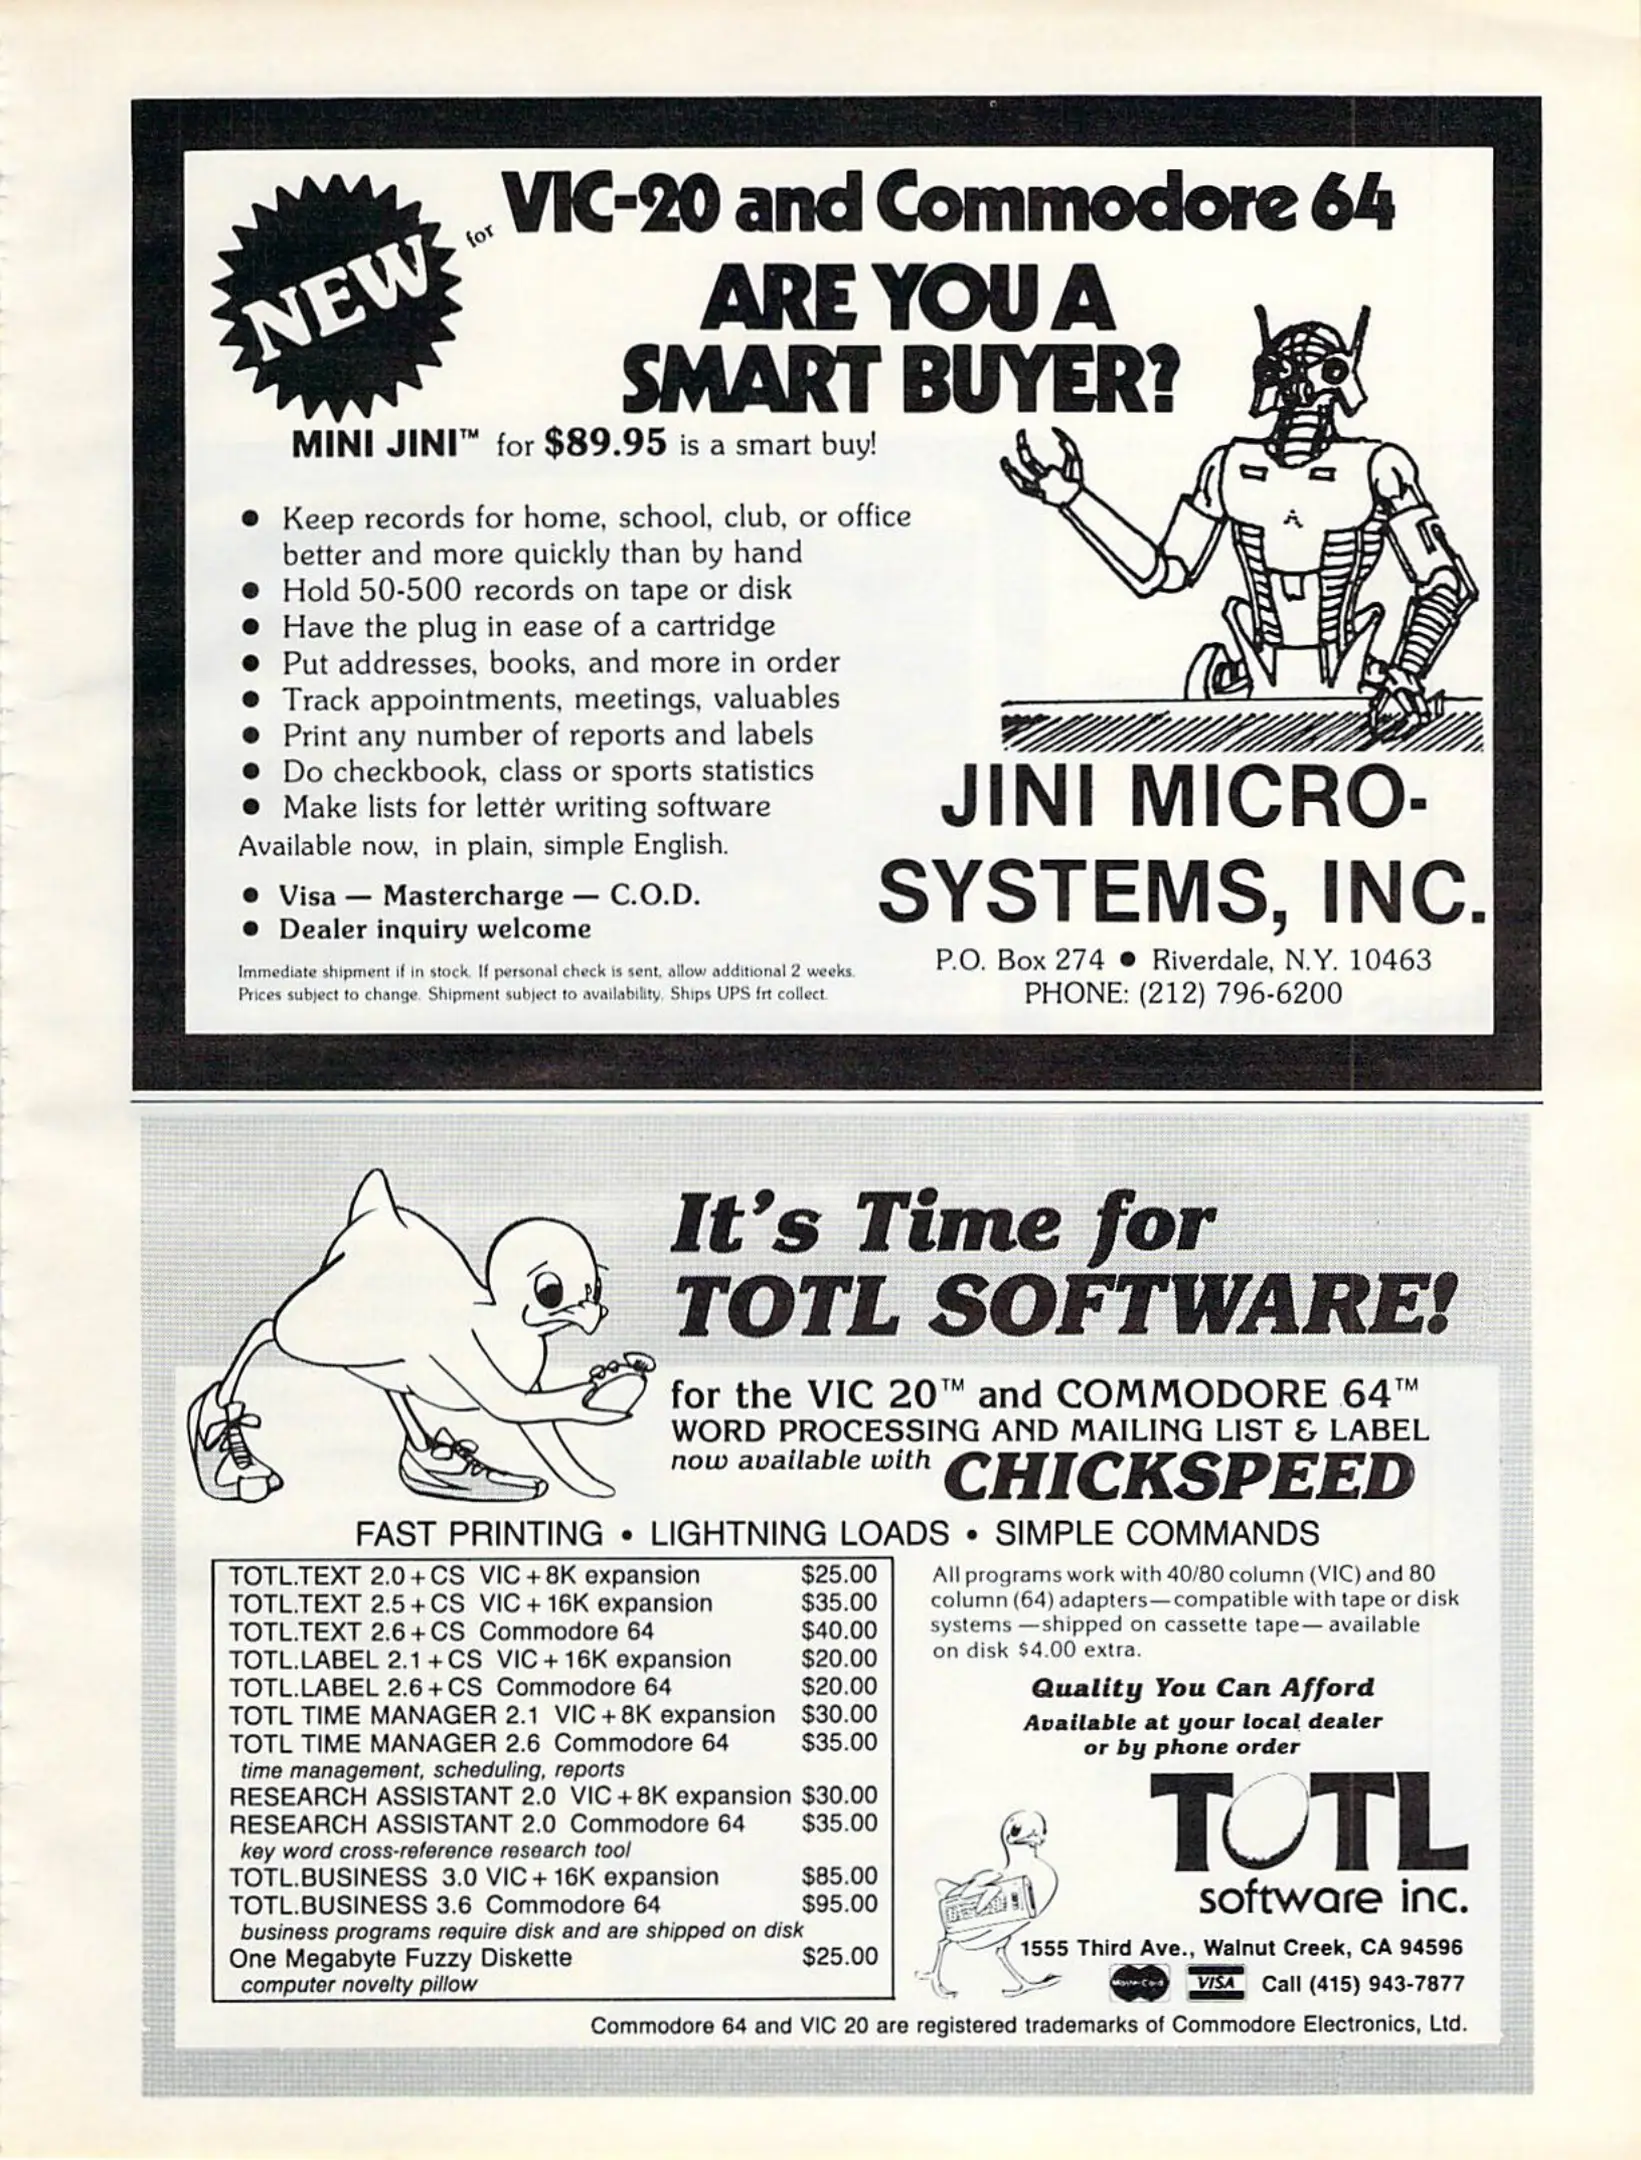 NEW
for VIC-20 and Commodore 64
ARE YOU A
SMART BUYER?
MINI JINI™ for $89.95 is a smart buy!
● Keep records for home, school, club, or office
better and more quickly than by hand
● Hold 50-500 records on tape or disk
● Have the plug in ease of a cartridge
● Put addresses, books, and more in order
● Track appointments, meetings, valuables
● Print any number of reports and labels
● Do checkbook, class or sports statistics
● Make lists for letter writing software
Available now, in plain, simple English.
● Visa — Mastercharge — C.O.D.
● Dealer inquiry welcome
Immediate shipment if in stock. If personal check is sent, allow additional 2 weeks.
Prices subject to change. Shipment subject to availability. Ships UPS frt collect.
JINI MICRO-
SYSTEMS, INC.
P.O. Box 274 ● Riverdale, N.Y. 10463
PHONE: (212) 796-6200
It's Time for
TOTL SOFTWARE!
for the VIC 20™ and COMMODORE 64™
WORD PROCESSING AND MAILING LIST & LABEL
now available with CHICKSPEED
FAST PRINTING • LIGHTNING LOADS • SIMPLE COMMANDS
TOTL.TEXT 2.0+CS VIC+8K expansion $25.00
TOTL.TEXT 2.5+CS VIC+16K expansion $35.00
TOTL.TEXT 2.6+CS Commodore 64 $40.00
TOTL.LABEL 2.1+CS VIC+16K expansion $20.00
TOTL.LABEL 2.6+CS Commodore 64 $20.00
TOTL TIME MANAGER 2.1 VIC+8K expansion $30.00
TOTL TIME MANAGER 2.6 Commodore 64 $35.00
time management, scheduling, reports
RESEARCH ASSISTANT 2.0 VIC+8K expansion $30.00
RESEARCH ASSISTANT 2.0 Commodore 64 $35.00
key word cross-reference research tool
TOTL.BUSINESS 3.0 VIC+16K expansion $85.00
TOTL.BUSINESS 3.6 Commodore 64 $95.00
business programs require disk and are shipped on disk
One Megabyte Fuzzy Diskette $25.00
computer novelty pillow
All programs work with 40/80 column (VIC) and 80
column (64) adapters—compatible with tape or disk
systems—shipped on cassette tape—available
on disk $4.00 extra.
Quality You Can Afford
Available at your local dealer
or by phone order
TOTL
software inc.
1555 Third Ave., Walnut Creek, CA 94596
MasterCard VISA Call (415) 943-7877
Commodore 64 and VIC 20 are registered trademarks of Commodore Electronics, Ltd.